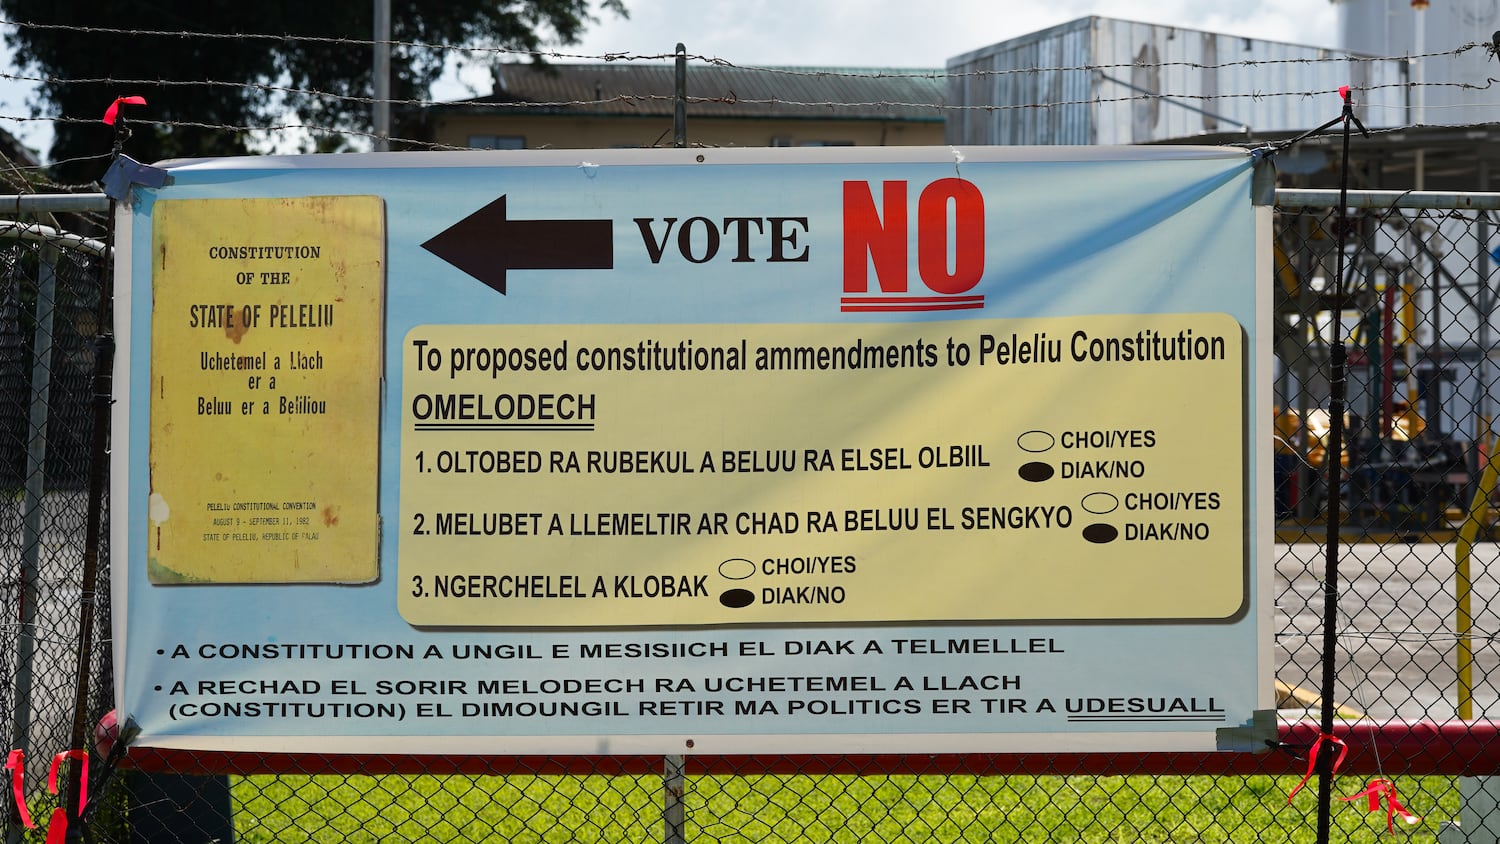 CONSTITUTION
OF THE
STATE OF PELELIU
Uchetemel a Llach
er a
Beluu er a Beliliou
PELELIU CONSTITUTIONAL CONVENTION
AUGUST 9 - SEPTEMBER 11, 1982
STATE OF PELELIU, REPUBLIC OF PALAU
VOTE NO
To proposed constitutional ammendments to Peleliu Constitution
OMELODECH
1. OLTOBED RA RUBEKUL A BELUU RA ELSEL OLBIIL
CHOI/YES
DIAK/NO
2. MELUBET A LLEMELTIR AR CHAD RA BELUU EL SENGKYO
CHOI/YES
DIAK/NO
3. NGERCHELEL A KLOBAK
CHOI/YES
DIAK/NO
• A CONSTITUTION A UNGIL E MESISIICH EL DIAK A TELMELLEL
• A RECHAD EL SORIR MELODECH RA UCHETEMEL A LLACH
(CONSTITUTION) EL DIMOUNGIL RETIR MA POLITICS ER TIR A UDESUALL